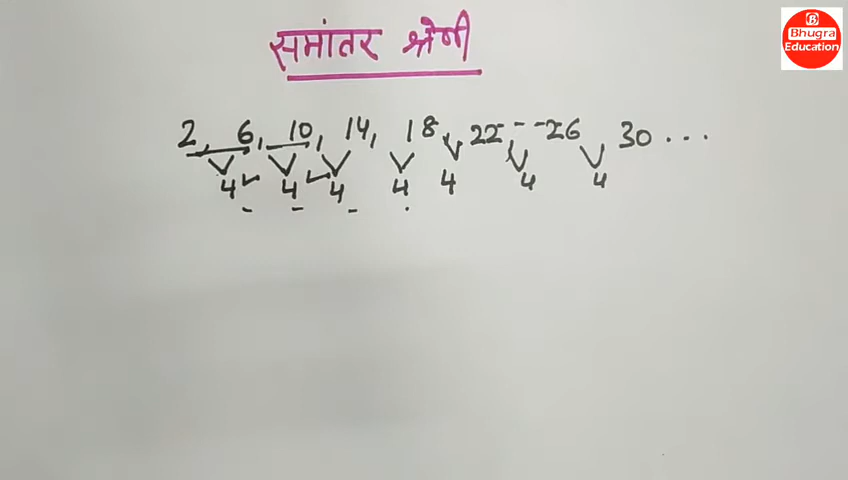 Bhugra
Education
समांतर श्रेणी
2, 6, 10, 14, 18, 22 -- 26 30 ...
4 4 4 4 4 4 4